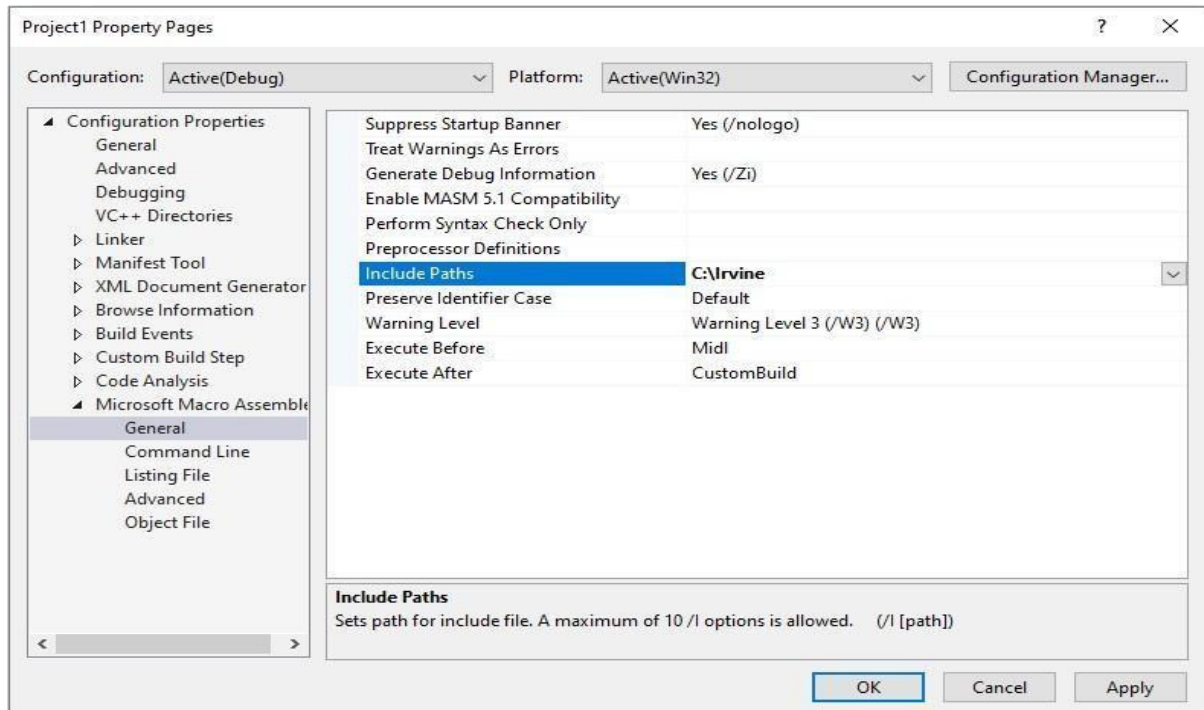 Project1 Property Pages
Configuration: Active(Debug) Platform: Active(Win32) Configuration Manager...
Configuration Properties
General
Advanced
Debugging
VC++ Directories
Linker
Manifest Tool
XML Document Generator
Browse Information
Build Events
Custom Build Step
Code Analysis
Microsoft Macro Assemble
General
Command Line
Listing File
Advanced
Object File
Suppress Startup Banner Yes (/nologo)
Treat Warnings As Errors
Generate Debug Information Yes (/Zi)
Enable MASM 5.1 Compatibility
Perform Syntax Check Only
Preprocessor Definitions
Include Paths C:\Irvine
Preserve Identifier Case Default
Warning Level Warning Level 3 (/W3) (/W3)
Execute Before Midl
Execute After CustomBuild
Include Paths
Sets path for include file. A maximum of 10 /I options is allowed. (/I [path])
OK Cancel Apply